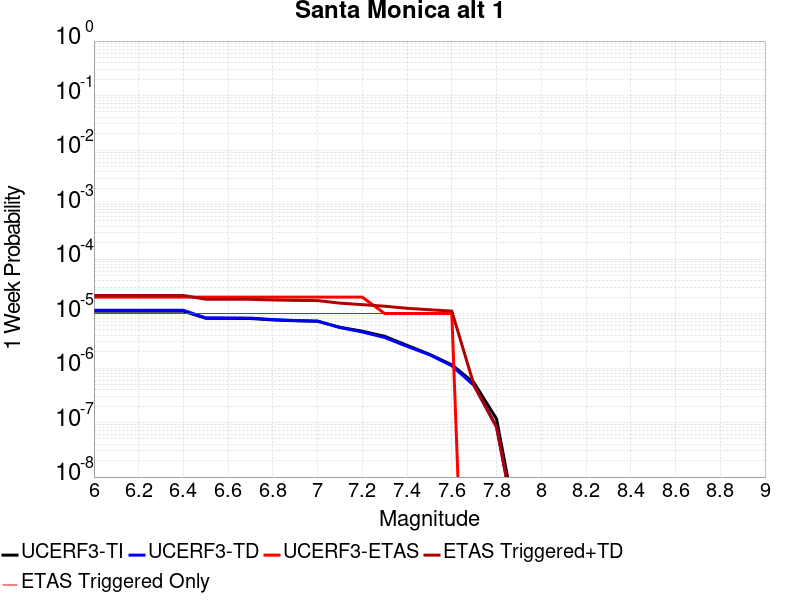 Santa Monica alt 1
10^0
10^-1
10^-2
10^-3
10^-4
10^-5
10^-6
10^-7
10^-8
1 Week Probability
6 6.2 6.4 6.6 6.8 7 7.2 7.4 7.6 7.8 8 8.2 8.4 8.6 8.8 9
Magnitude
UCERF3-TI UCERF3-TD UCERF3-ETAS ETAS Triggered+TD
ETAS Triggered Only